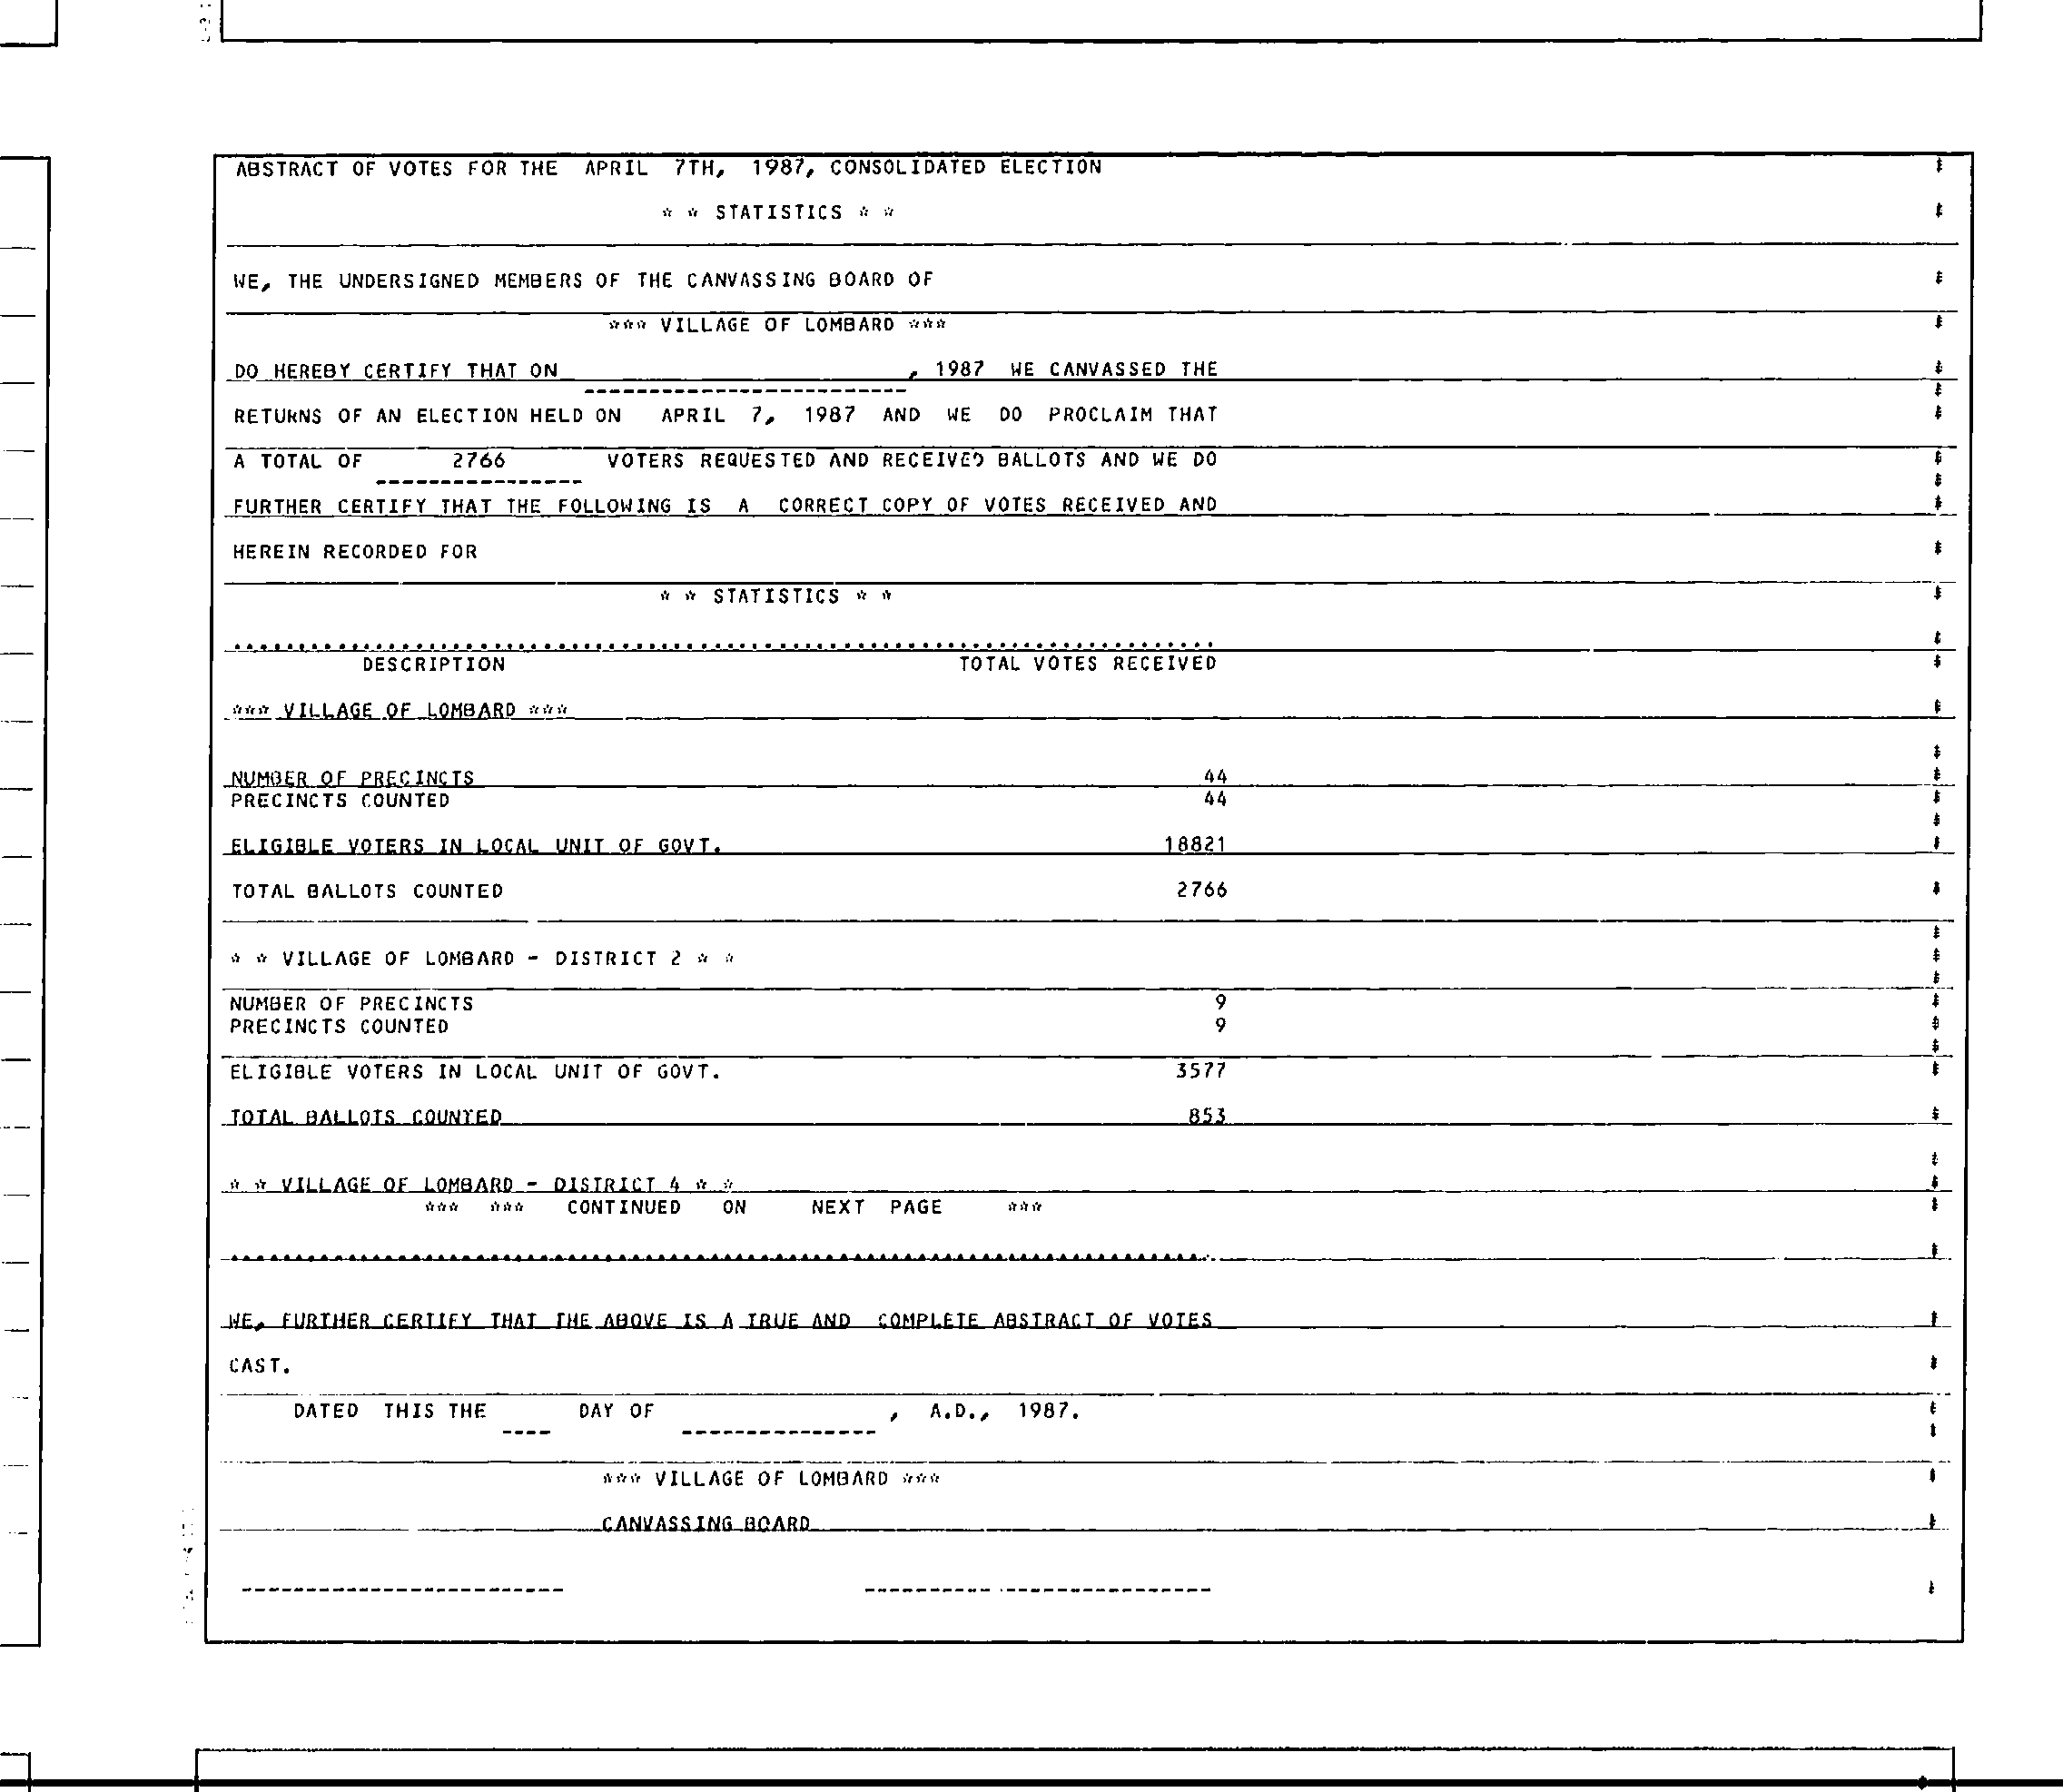 ABSTRACT OF VOTES FOR THE APRIL 7TH, 1987, CONSOLIDATED ELECTION
* * STATISTICS * *
WE, THE UNDERSIGNED MEMBERS OF THE CANVASSING BOARD OF
*** VILLAGE OF LOMBARD ***
DO HEREBY CERTIFY THAT ON , 1987 WE CANVASSED THE
RETURNS OF AN ELECTION HELD ON APRIL 7, 1987 AND WE DO PROCLAIM THAT
A TOTAL OF 2766 VOTERS REQUESTED AND RECEIVED BALLOTS AND WE DO
FURTHER CERTIFY THAT THE FOLLOWING IS A CORRECT COPY OF VOTES RECEIVED AND
HEREIN RECORDED FOR
* * STATISTICS * *
DESCRIPTION TOTAL VOTES RECEIVED
*** VILLAGE OF LOMBARD ***
NUMBER OF PRECINCTS 44
PRECINCTS COUNTED 44
ELIGIBLE VOTERS IN LOCAL UNIT OF GOVT. 18821
TOTAL BALLOTS COUNTED 2766
* * VILLAGE OF LOMBARD - DISTRICT 2 * *
NUMBER OF PRECINCTS 9
PRECINCTS COUNTED 9
ELIGIBLE VOTERS IN LOCAL UNIT OF GOVT. 3577
TOTAL BALLOTS COUNTED 853
* * VILLAGE OF LOMBARD - DISTRICT 4 * *
*** *** CONTINUED ON NEXT PAGE ***
WE, FURTHER CERTIFY THAT THE ABOVE IS A TRUE AND COMPLETE ABSTRACT OF VOTES
CAST.
DATED THIS THE ---- DAY OF --------------- , A.D., 1987.
*** VILLAGE OF LOMBARD ***
CANVASSING BOARD